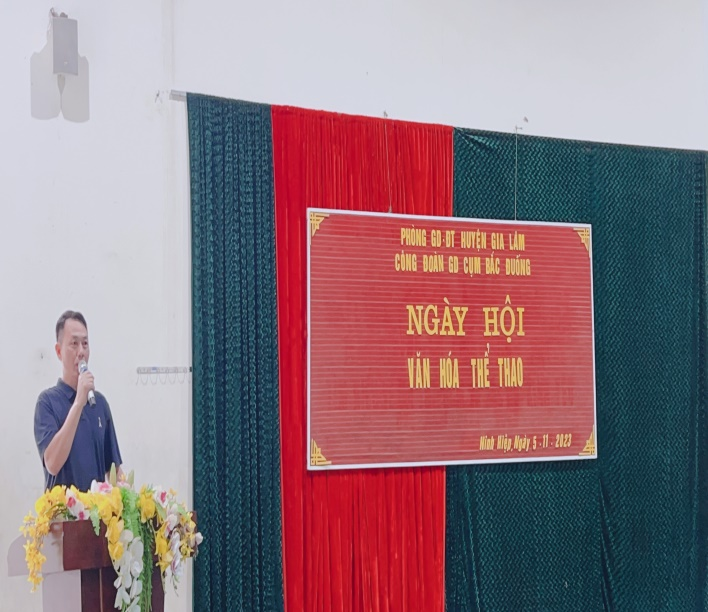 PHÒNG GD-ĐT HUYỆN GIA LÂM
CÔNG ĐOÀN GD CỤM BẮC ĐUỐNG
NGÀY HỘI
VĂN HÓA THỂ THAO
Ninh Hiệp, Ngày 5 - 11 - 2023